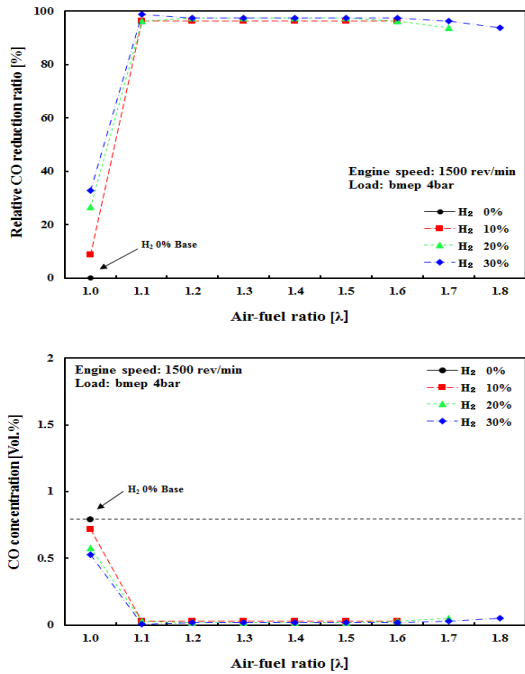 Relative CO reduction ratio [%]
100
80
60
40
20
0
Engine speed: 1500 rev/min
Load: bmep 4bar
H₂ 0%
H₂ 10%
H₂ 20%
H₂ 30%
H₂ 0% Base
1.0 1.1 1.2 1.3 1.4 1.5 1.6 1.7 1.8
Air-fuel ratio [λ]
CO concentration [Vol.%]
2
1.5
1
0.5
0
Engine speed: 1500 rev/min
Load: bmep 4bar
H₂ 0%
H₂ 10%
H₂ 20%
H₂ 30%
H₂ 0% Base
1.0 1.1 1.2 1.3 1.4 1.5 1.6 1.7 1.8
Air-fuel ratio [λ]